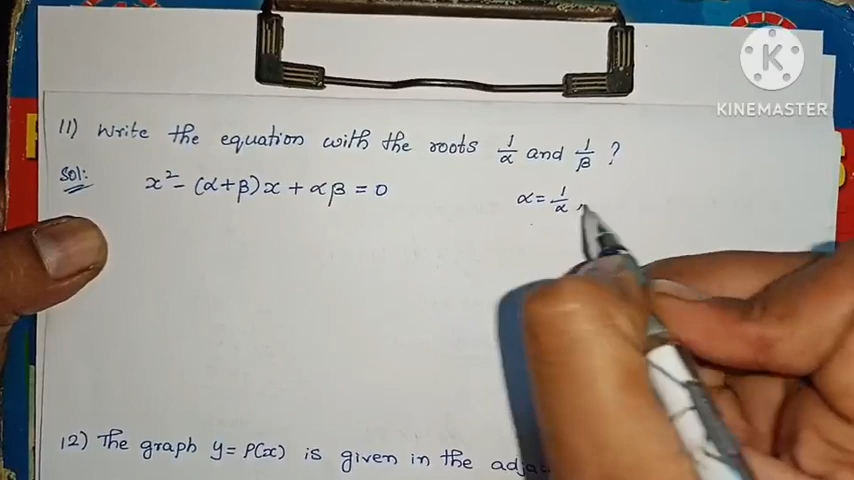 K
KINEMASTER
11) Write the equation with the roots 1/α and 1/β ?
Sol:
x² - (α+β)x + αβ = 0
α = 1/α ,
12) The graph y = P(x) is given in the